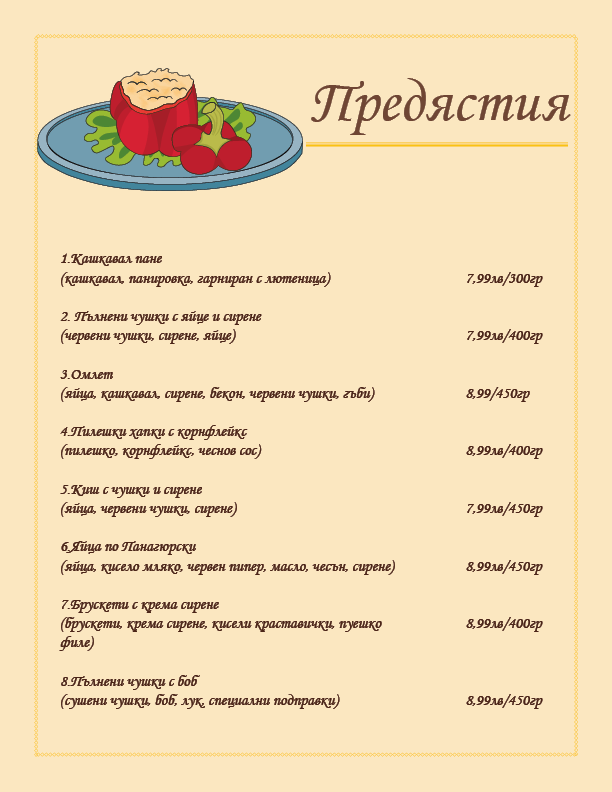 Предястия
1.Кашкавал пане
(кашкавал, панировка, гарниран с лютеница) 7,99лв/300гр
2. Пълнени чушки с яйце и сирене
(червени чушки, сирене, яйце) 7,99лв/400гр
3.Омлет
(яйца, кашкавал, сирене, бекон, червени чушки, гъби) 8,99/450гр
4.Пилешки хапки с корнфлейкс
(пилешко, корнфлейкс, чеснов сос) 8,99лв/400гр
5.Киш с чушки и сирене
(яйца, червени чушки, сирене) 7,99лв/450гр
6.Яйца по Панагюрски
(яйца, кисело мляко, червен пипер, масло, чесън, сирене) 8,99лв/450гр
7.Брускети с крема сирене
(брускети, крема сирене, кисели краставички, пуешко 8,99лв/400гр
филе)
8.Пълнени чушки с боб
(сушени чушки, боб, лук, специални подправки) 8,99лв/450гр